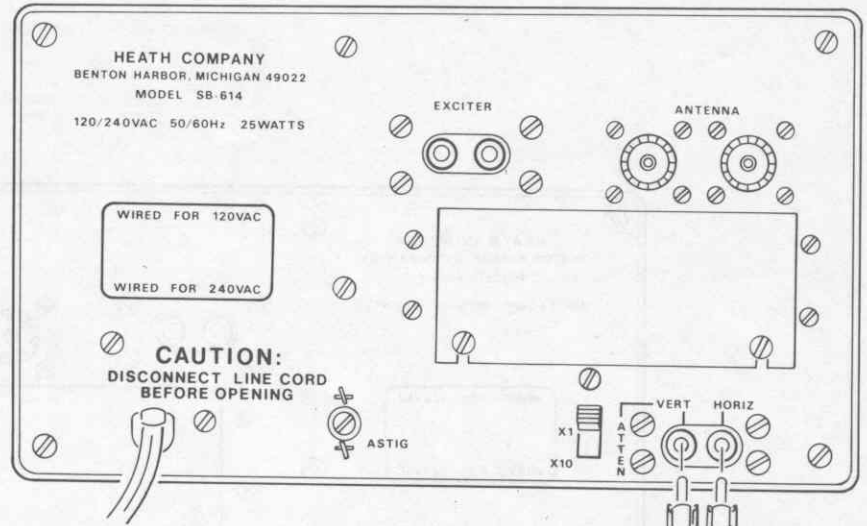 HEATH COMPANY
BENTON HARBOR, MICHIGAN 49022
MODEL SB-614
120/240VAC 50/60Hz 25WATTS
EXCITER
ANTENNA
WIRED FOR 120VAC
WIRED FOR 240VAC
CAUTION:
DISCONNECT LINE CORD
BEFORE OPENING
ASTIG
X1
X10
ATTEN
VERT HORIZ